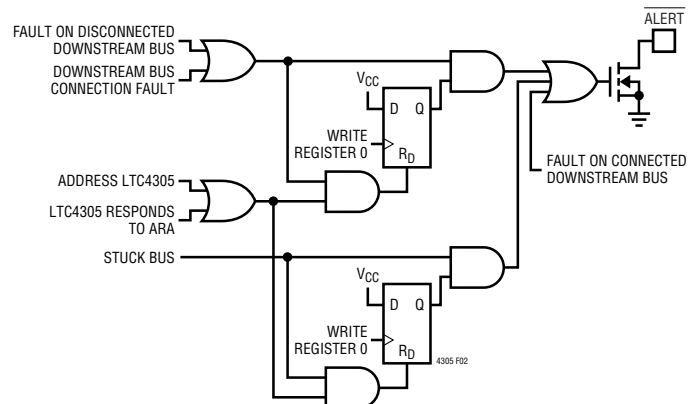 FAULT ON DISCONNECTED
DOWNSTREAM BUS
DOWNSTREAM BUS
CONNECTION FAULT
ALERT
VCC
D Q
WRITE
REGISTER 0
RD
ADDRESS LTC4305
LTC4305 RESPONDS
TO ARA
FAULT ON CONNECTED
DOWNSTREAM BUS
STUCK BUS
VCC
D Q
WRITE
REGISTER 0
RD
4305 F02